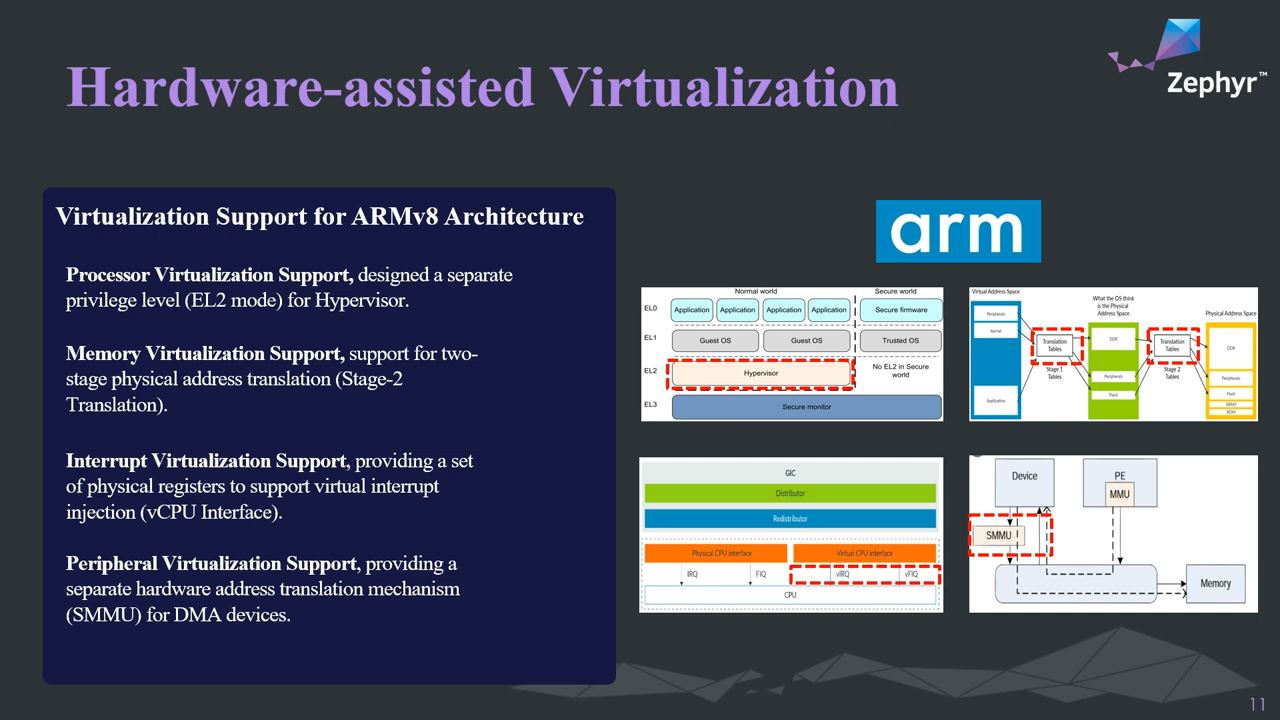 Hardware-assisted Virtualization
Zephyr™
Virtualization Support for ARMv8 Architecture
Processor Virtualization Support, designed a separate
privilege level (EL2 mode) for Hypervisor.
Memory Virtualization Support, support for two-
stage physical address translation (Stage-2
Translation).
Interrupt Virtualization Support, providing a set
of physical registers to support virtual interrupt
injection (vCPU Interface).
Peripheral Virtualization Support, providing a
separate hardware address translation mechanism
(SMMU) for DMA devices.
arm
Normal world
Secure world
EL0
Application
Application
Application
Application
Secure firmware
EL1
Guest OS
Guest OS
Trusted OS
EL2
Hypervisor
No EL2 in Secure
world
EL3
Secure monitor
Virtual Address Space
What the OS think
is the Physical
Address Space
Physical Address Space
Peripherals
Kernel
Application
Translation
Tables
Stage 1
Tables
DDR
Peripherals
Flash
Translation
Tables
Stage 2
Tables
DDR
Peripherals
Flash
SRAM
ROM
GIC
Distributor
Redistributor
Physical CPU interface
Virtual CPU interface
IRQ
FIQ
vIRQ
vFIQ
CPU
Device
PE
MMU
SMMU
Memory
11